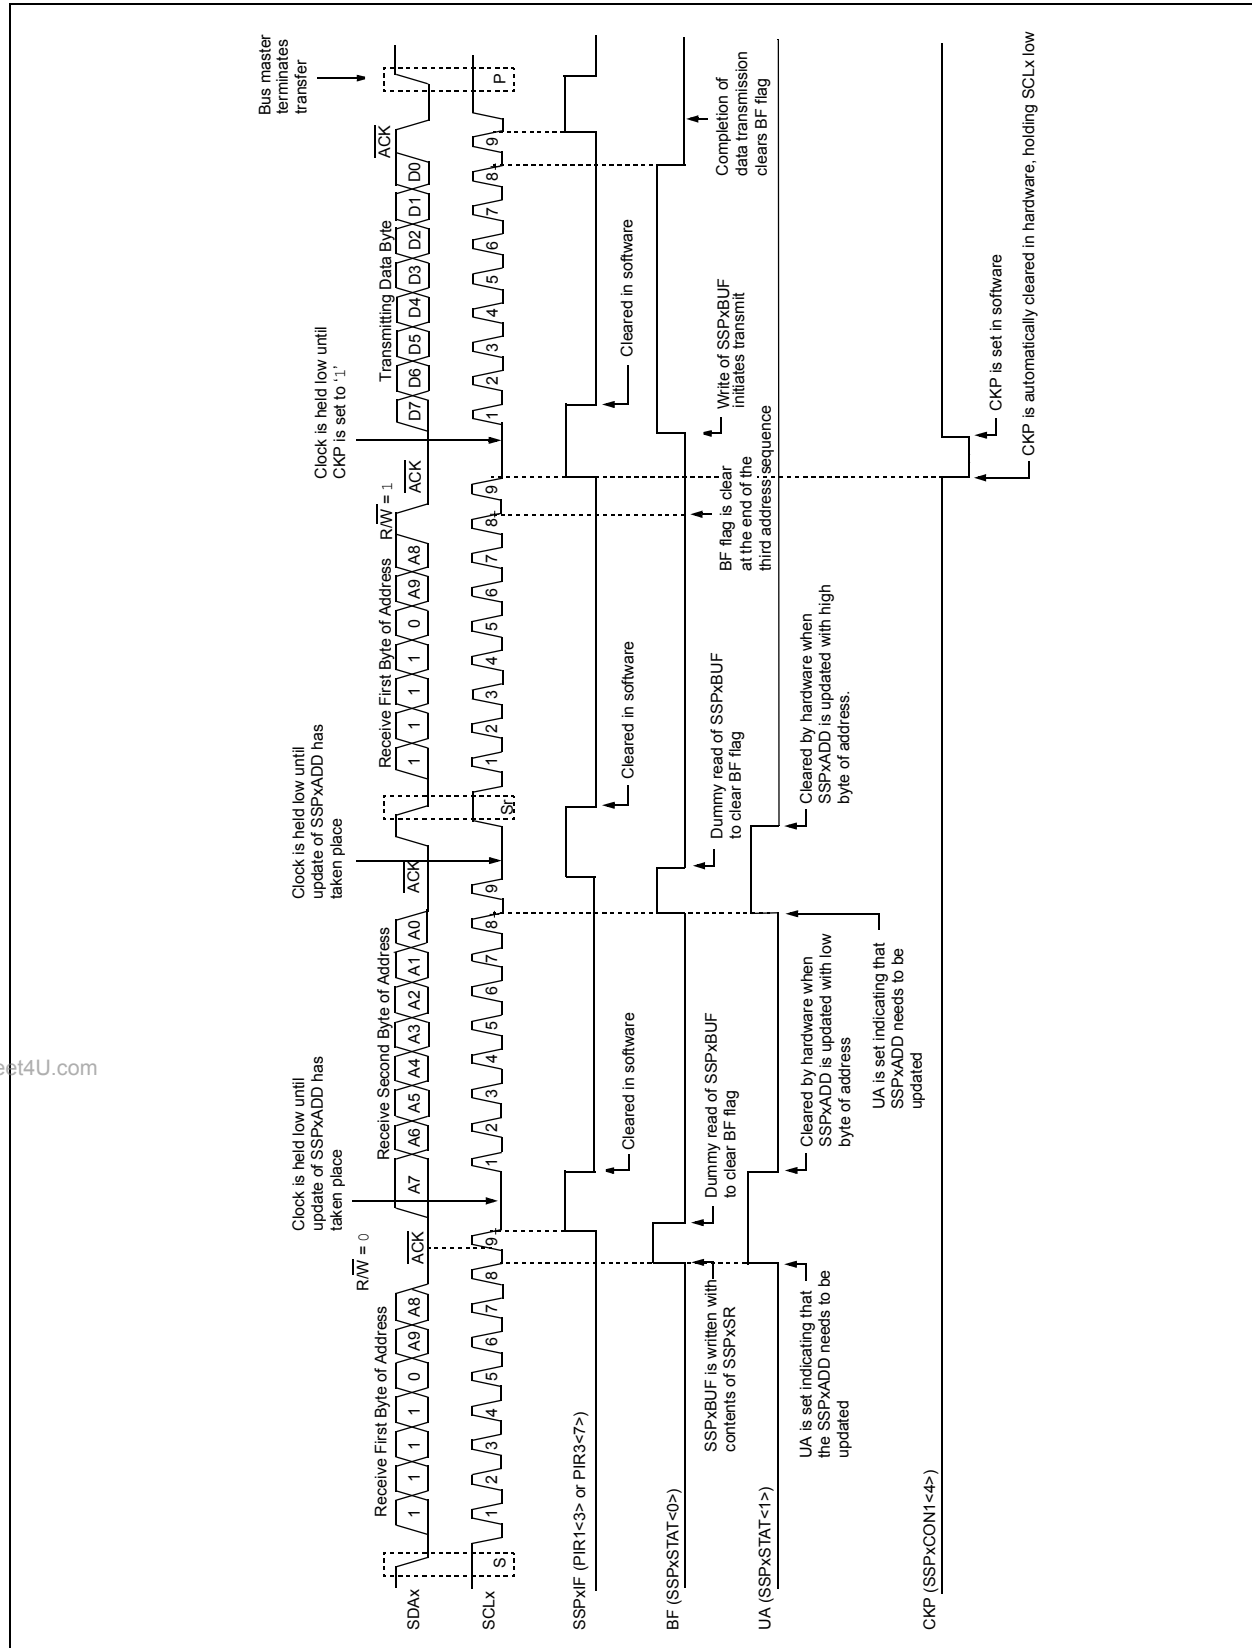 Bus master
terminates
transfer
Clock is held low until
CKP is set to '1'
Clock is held low until
update of SSPxADD has
taken place
Clock is held low until
update of SSPxADD has
taken place
R/W = 0
R/W = 1
Receive First Byte of Address
ACK
Receive Second Byte of Address
ACK
Receive First Byte of Address
ACK
Transmitting Data Byte
ACK
SDAx
1 1 1 1 0 A9 A8
A7 A6 A5 A4 A3 A2 A1 A0
1 1 1 1 0 A9 A8
D7 D6 D5 D4 D3 D2 D1 D0
SCLx
S
1 2 3 4 5 6 7 8 9
1 2 3 4 5 6 7 8 9
Sr
1 2 3 4 5 6 7 8 9
1 2 3 4 5 6 7 8 9
P
SSPxIF (PIR1<3> or PIR3<7>)
Cleared in software
Cleared in software
Cleared in software
BF (SSPxSTAT<0>)
SSPxBUF is written with
contents of SSPxSR
Dummy read of SSPxBUF
to clear BF flag
Dummy read of SSPxBUF
to clear BF flag
BF flag is clear
at the end of the
third address sequence
Write of SSPxBUF
initiates transmit
Completion of
data transmission
clears BF flag
UA (SSPxSTAT<1>)
UA is set indicating that
the SSPxADD needs to be
updated
Cleared by hardware when
SSPxADD is updated with low
byte of address
UA is set indicating that
SSPxADD needs to be
updated
Cleared by hardware when
SSPxADD is updated with high
byte of address.
CKP (SSPxCON1<4>)
CKP is set in software
CKP is automatically cleared in hardware, holding SCLx low
et4U.com